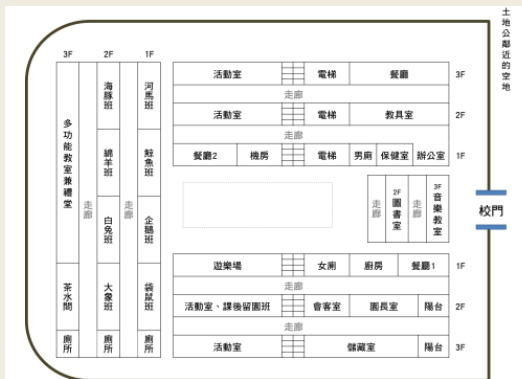 土地公鄰近的空地
3F 2F 1F
多功能教室兼禮堂
茶水間
廁所
走廊
海豚班
綿羊班
白兔班
大象班
廁所
走廊
河馬班
鯨魚班
企鵝班
袋鼠班
廁所
活動室 電梯 餐廳 3F
走廊
活動室 電梯 教具室 2F
走廊
餐廳2 機房 電梯 男廁 保健室 辦公室 1F
走廊
2F圖書室
走廊
3F音樂教室
校門
遊樂場 女廁 廚房 餐廳1 1F
走廊
活動室、課後留園班 會客室 園長室 陽台 2F
走廊
活動室 儲藏室 陽台 3F